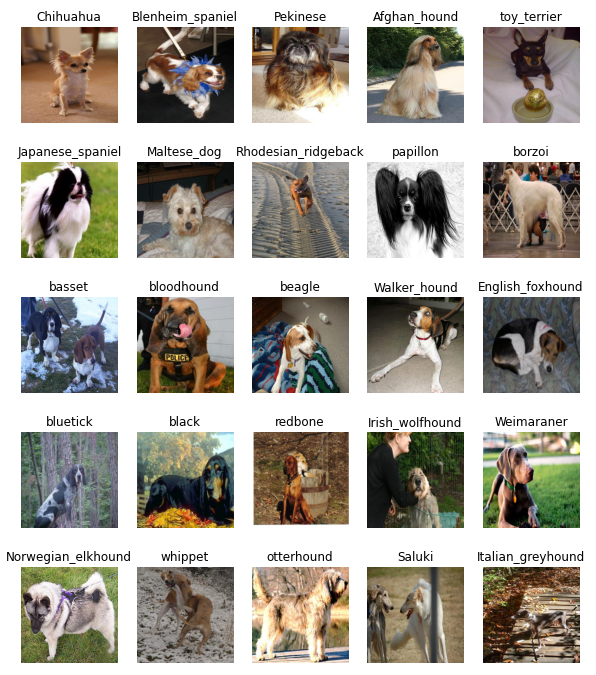 Chihuahua
Blenheim_spaniel
Pekinese
Afghan_hound
toy_terrier
Japanese_spaniel
Maltese_dog
Rhodesian_ridgeback
papillon
borzoi
basset
bloodhound
beagle
Walker_hound
English_foxhound
POLICE
bluetick
black
redbone
Irish_wolfhound
Weimaraner
Norwegian_elkhound
whippet
otterhound
Saluki
Italian_greyhound